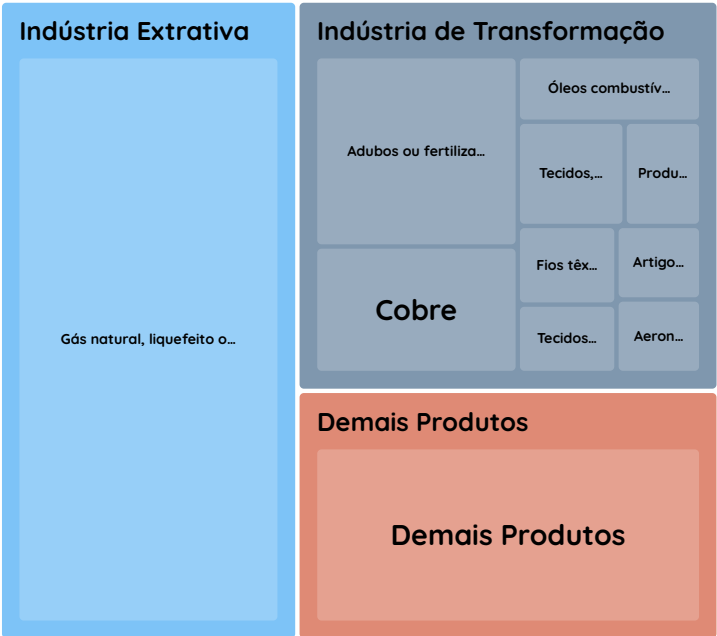 Indústria Extrativa
Gás natural, liquefeito o...
Indústria de Transformação
Adubos ou fertiliza...
Cobre
Óleos combustív...
Tecidos,...
Produ...
Fios têx...
Artigo...
Tecidos...
Aeron...
Demais Produtos
Demais Produtos